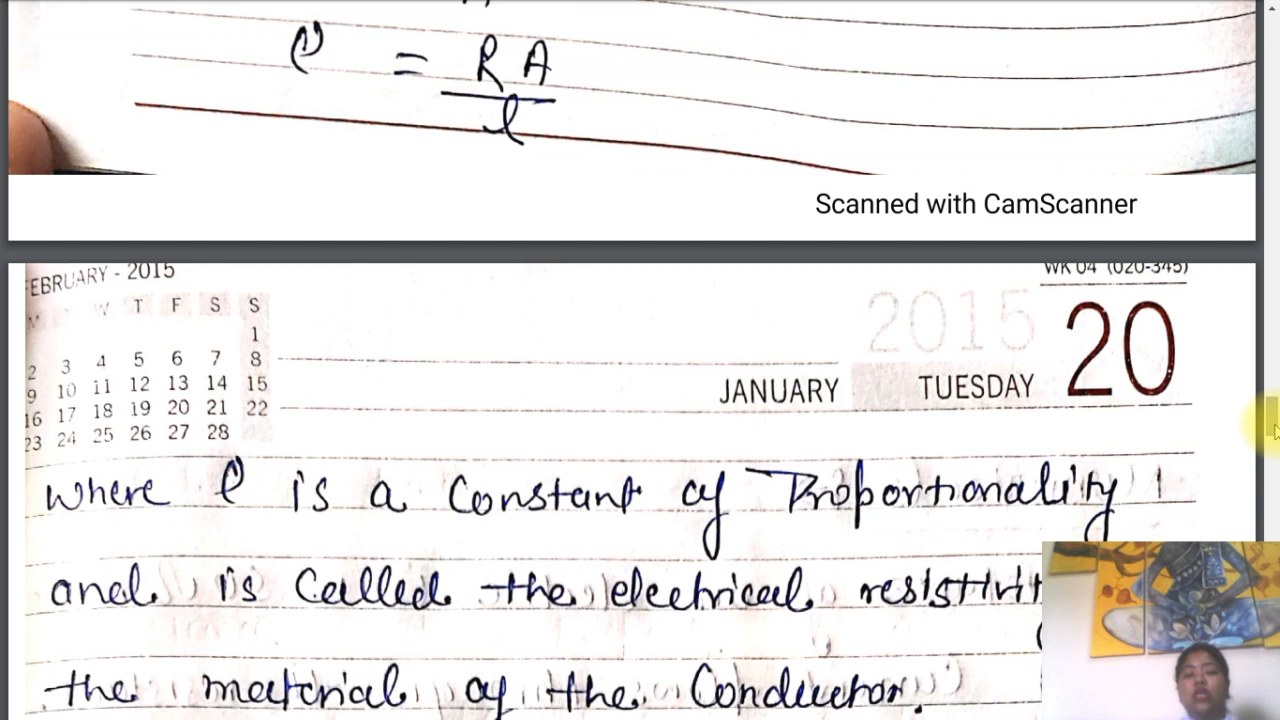 ρ = RA
l
Scanned with CamScanner
EBRUARY - 2015
WK 04 (020-345)
M W T F S S
1
2 3 4 5 6 7 8
9 10 11 12 13 14 15
16 17 18 19 20 21 22
23 24 25 26 27 28
2015
20
JANUARY TUESDAY
where ρ is a Constant of Proportionality
and is called the electrical resistivit
the material of the Conductor.